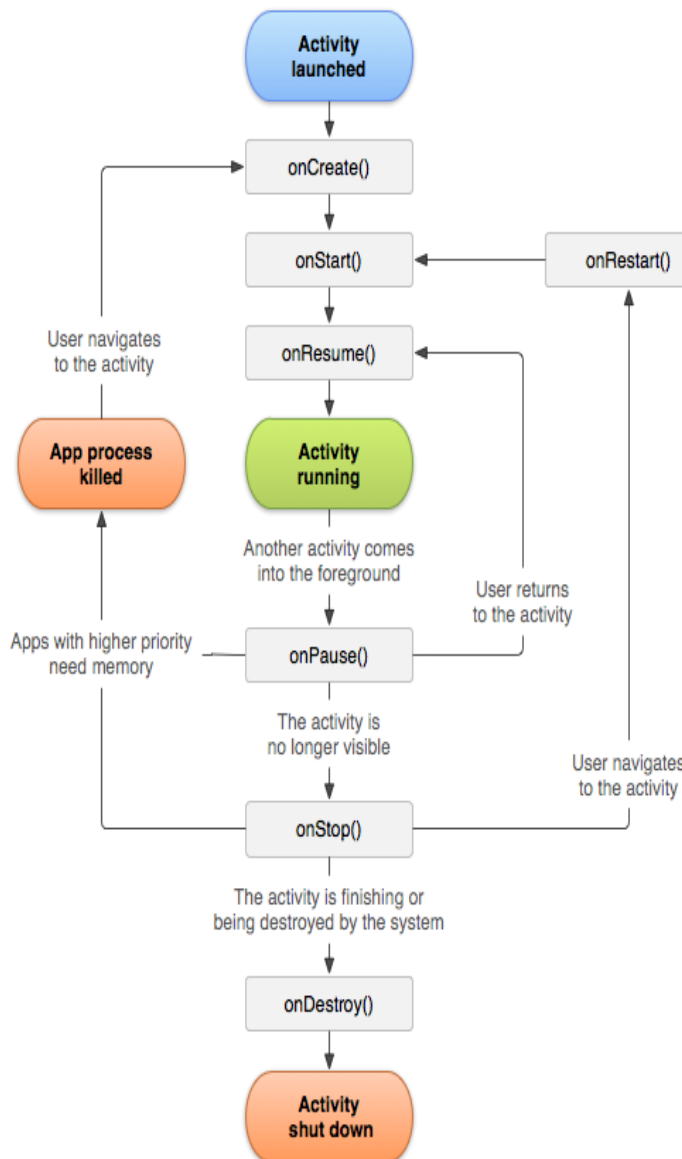 Activity
launched
onCreate()
onStart()
onRestart()
User navigates
to the activity
onResume()
App process
killed
Activity
running
Another activity comes
into the foreground
User returns
to the activity
Apps with higher priority
need memory
onPause()
The activity is
no longer visible
User navigates
to the activity
onStop()
The activity is finishing or
being destroyed by the system
onDestroy()
Activity
shut down